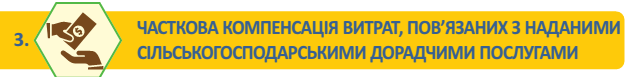 3.
ЧАСТКОВА КОМПЕНСАЦІЯ ВИТРАТ, ПОВ’ЯЗАНИХ З НАДАНИМИ
СІЛЬСЬКОГОСПОДАРСЬКИМИ ДОРАДЧИМИ ПОСЛУГАМИ